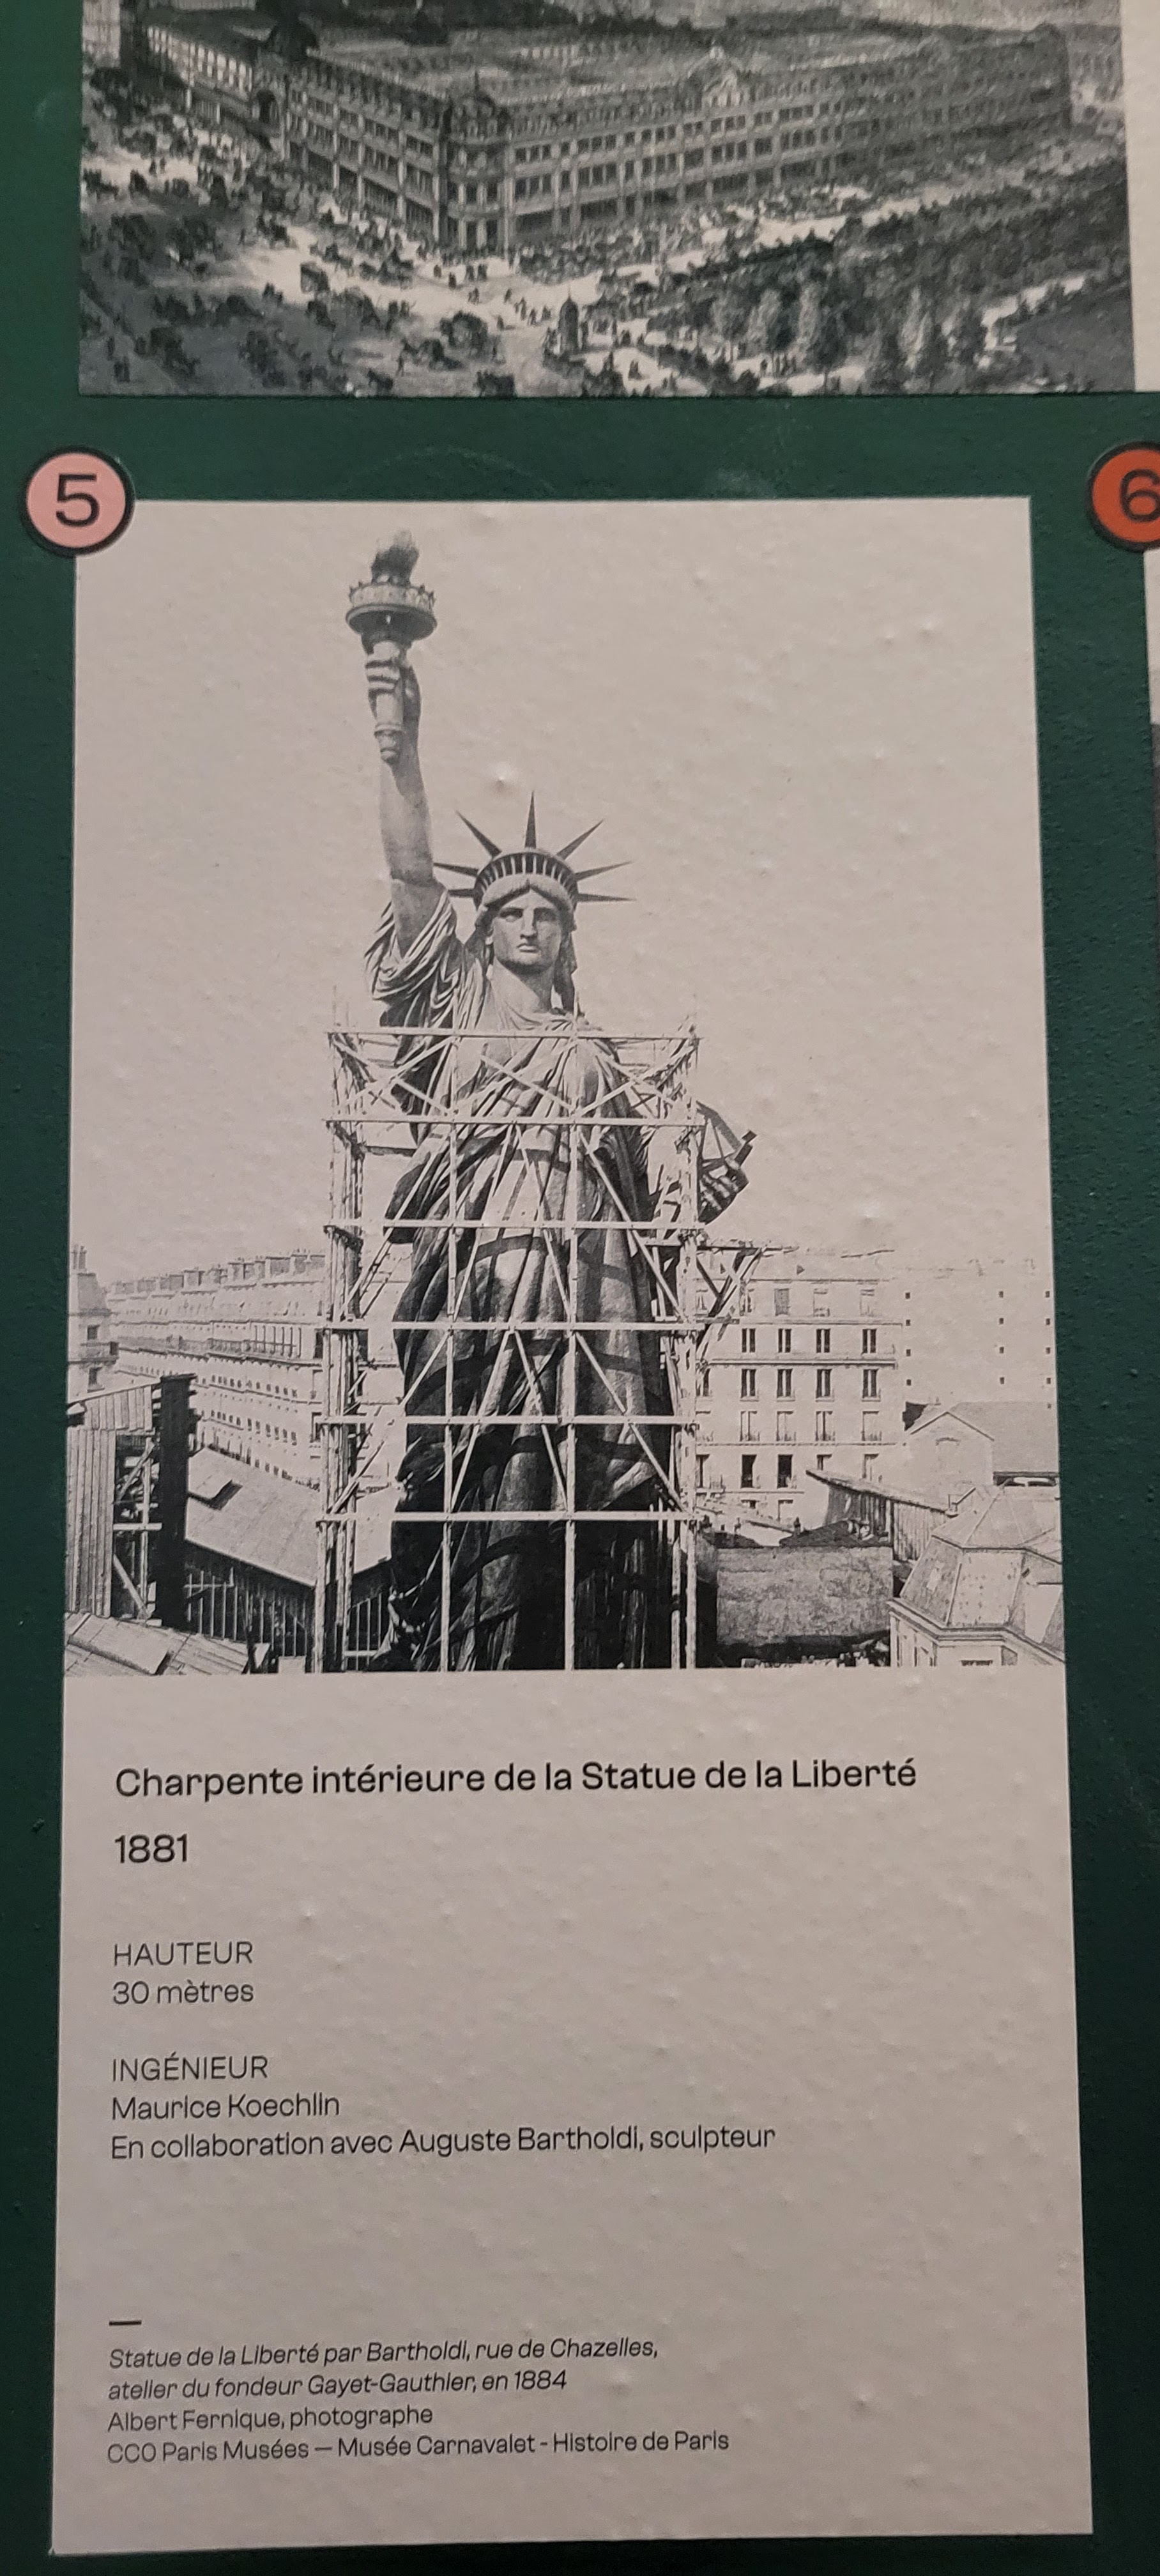 5
6
Charpente intérieure de la Statue de la Liberté
1881
HAUTEUR
30 mètres
INGÉNIEUR
Maurice Koechlin
En collaboration avec Auguste Bartholdi, sculpteur
Statue de la Liberté par Bartholdi, rue de Chazelles,
atelier du fondeur Gayet-Gauthier, en 1884
Albert Fernique, photographe
CC0 Paris Musées — Musée Carnavalet - Histoire de Paris